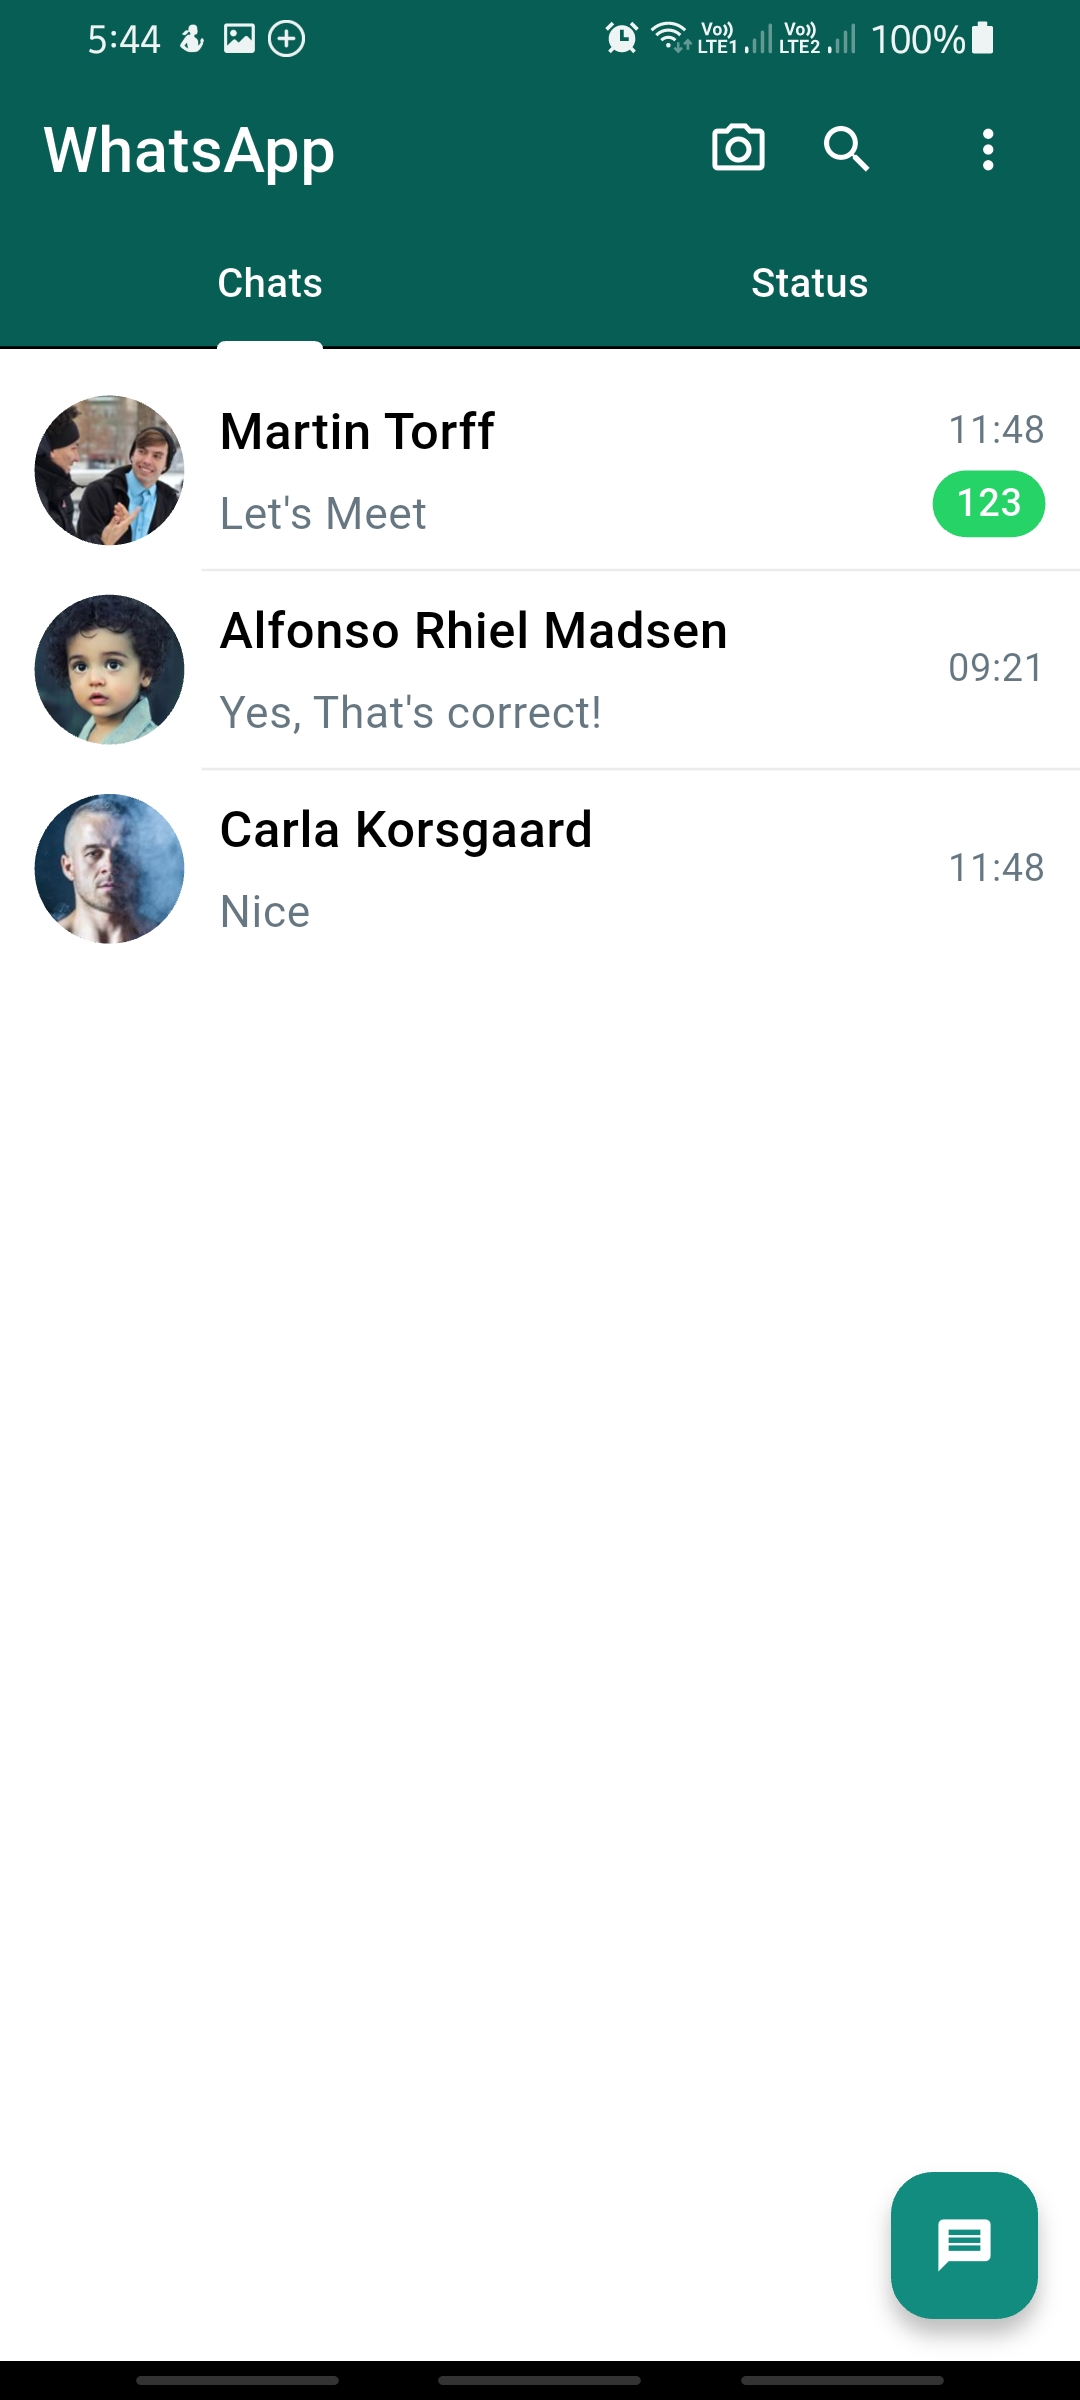 5:44 Vo)) LTE1 Vo)) LTE2 100%
WhatsApp
Chats Status
Martin Torff 11:48
Let's Meet 123
Alfonso Rhiel Madsen 09:21
Yes, That's correct!
Carla Korsgaard 11:48
Nice